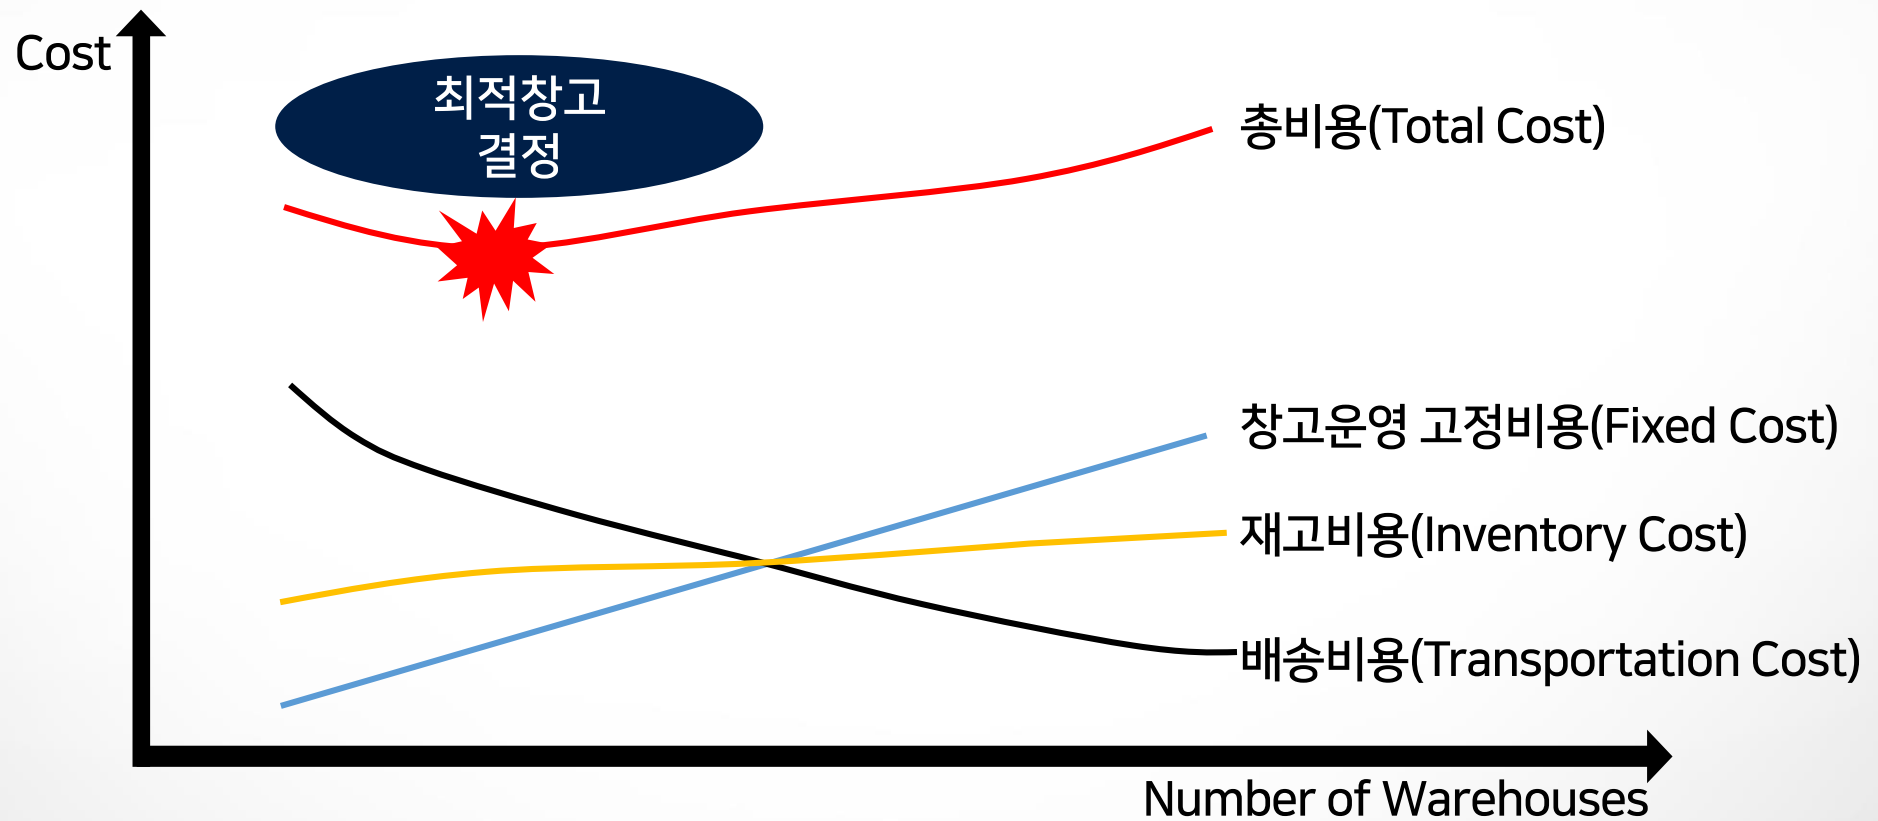 Cost
최적창고
결정
총비용(Total Cost)
창고운영 고정비용(Fixed Cost)
재고비용(Inventory Cost)
배송비용(Transportation Cost)
Number of Warehouses